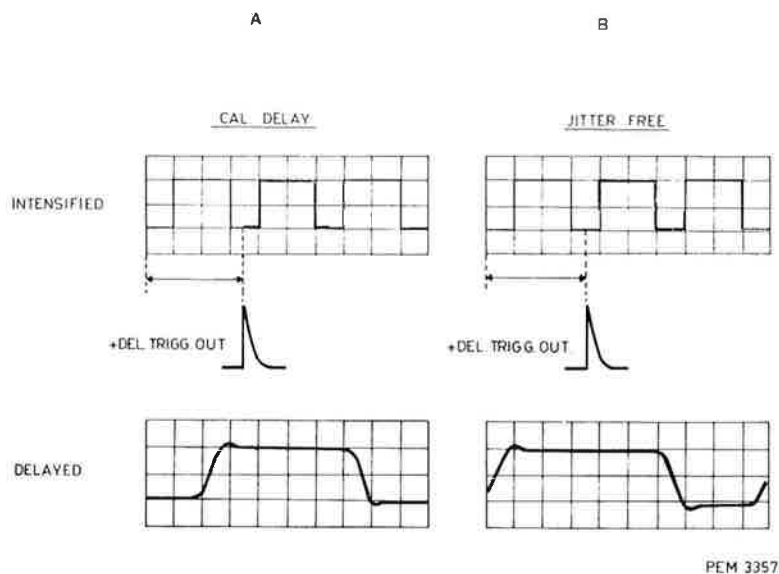 A B
CAL DELAY JITTER FREE
INTENSIFIED
+DEL.TRIGG.OUT +DEL.TRIGG.OUT.
DELAYED
PEM 3357